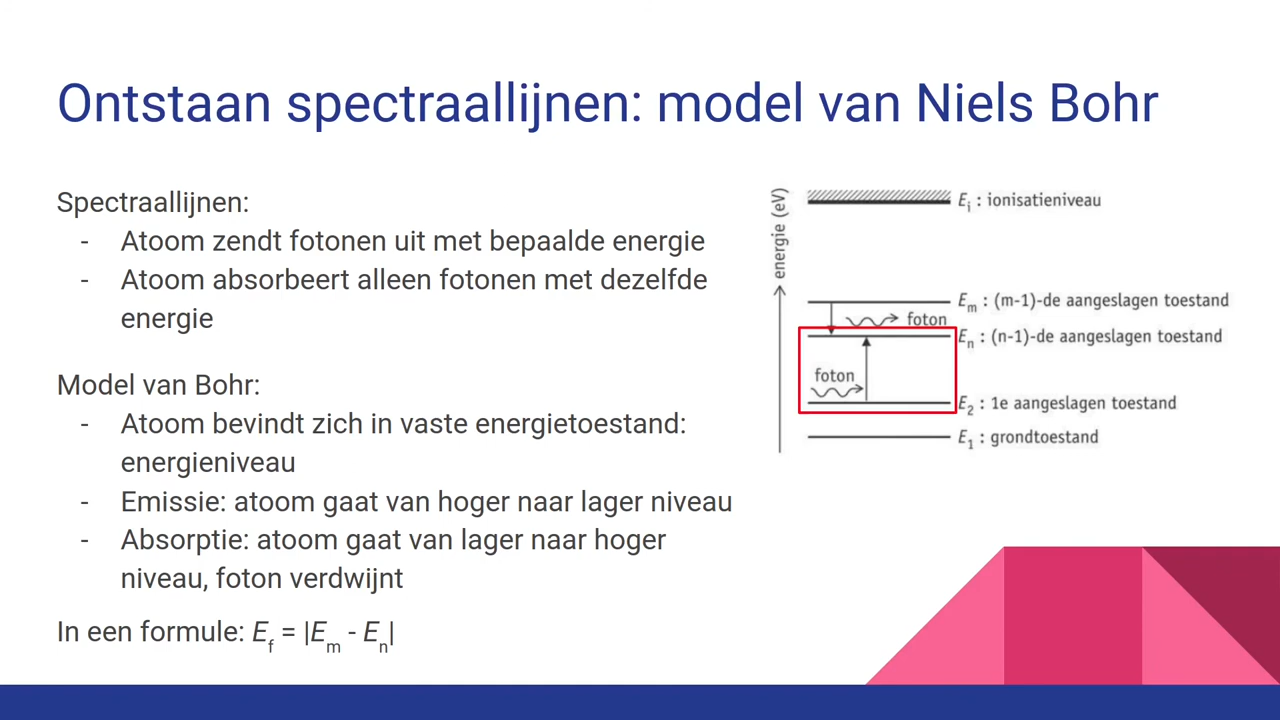 Ontstaan spectraallijnen: model van Niels Bohr
Spectraallijnen:
- Atoom zendt fotonen uit met bepaalde energie
- Atoom absorbeert alleen fotonen met dezelfde
energie
Model van Bohr:
- Atoom bevindt zich in vaste energietoestand:
energieniveau
- Emissie: atoom gaat van hoger naar lager niveau
- Absorptie: atoom gaat van lager naar hoger
niveau, foton verdwijnt
In een formule: E_f = |E_m - E_n|
energie (eV)
E_i : ionisatieniveau
E_m : (m-1)-de aangeslagen toestand
foton
E_n : (n-1)-de aangeslagen toestand
foton
E_2 : 1e aangeslagen toestand
E_1 : grondtoestand